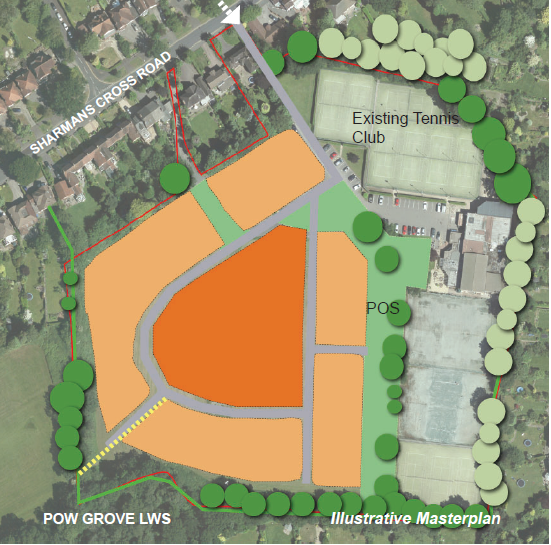 SHARMANS CROSS ROAD
Existing Tennis
Club
POS
POW GROVE LWS
Illustrative Masterplan